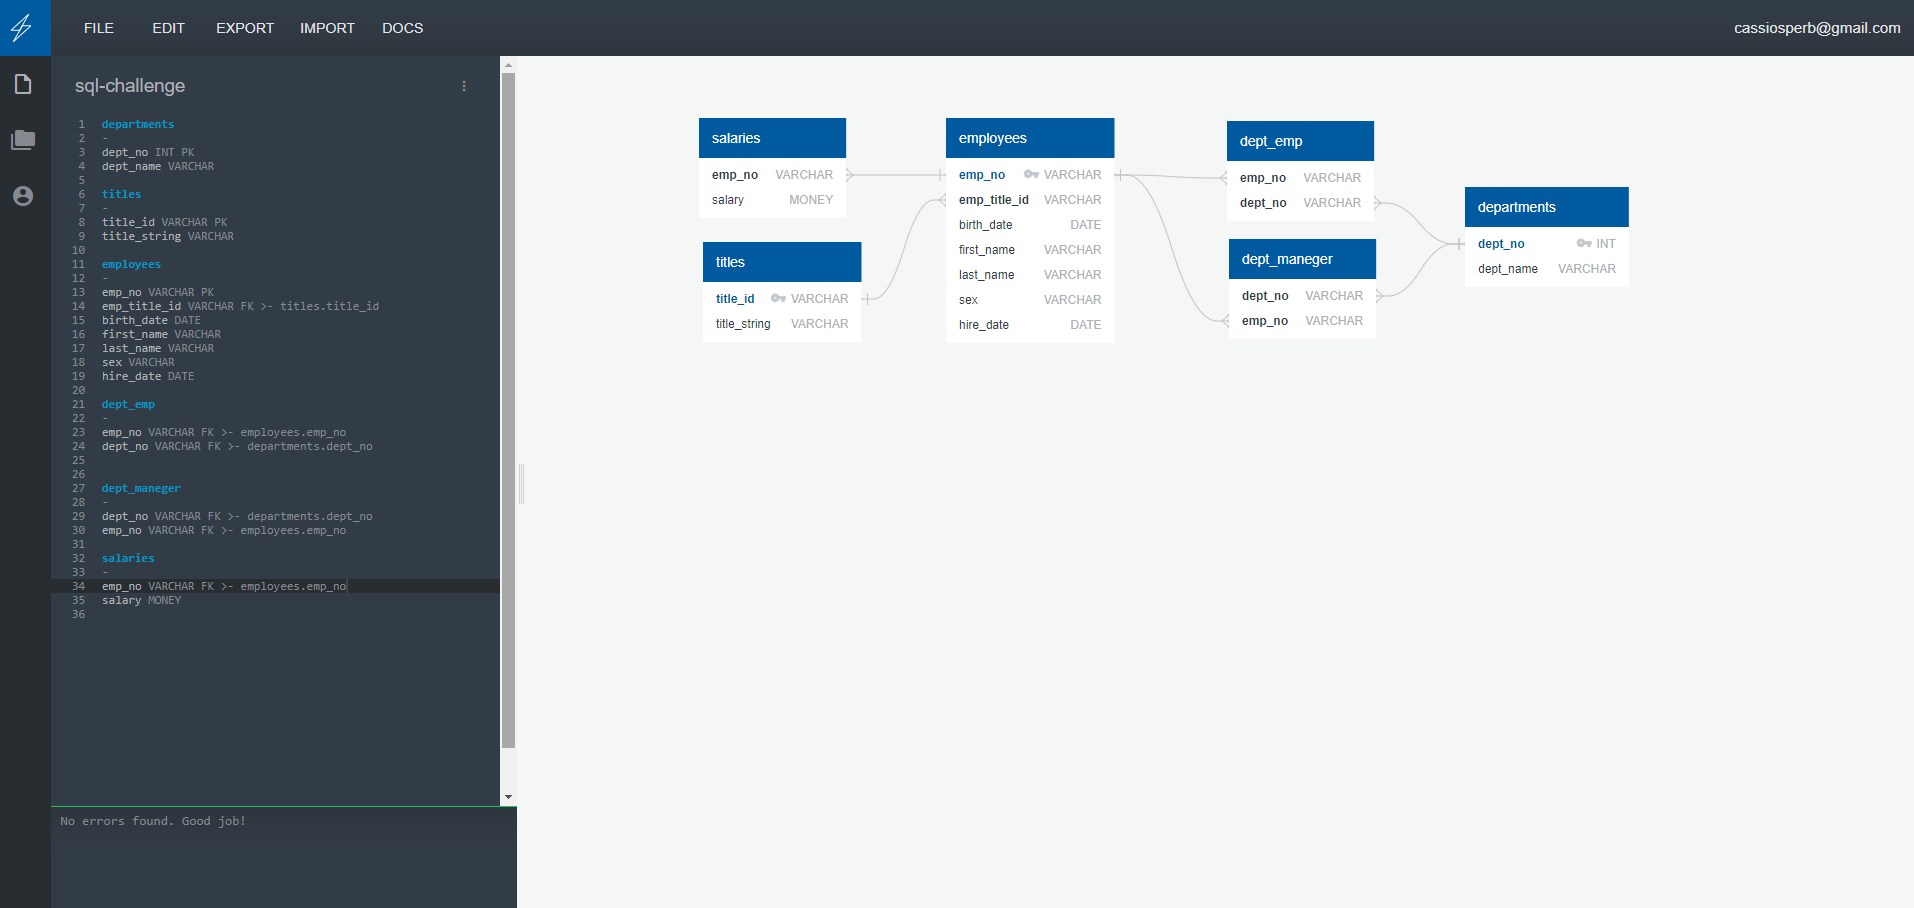 FILE EDIT EXPORT IMPORT DOCS cassiosperb@gmail.com
sql-challenge
1 departments
2 -
3 dept_no INT PK
4 dept_name VARCHAR
5
6 titles
7 -
8 title_id VARCHAR PK
9 title_string VARCHAR
10
11 employees
12 -
13 emp_no VARCHAR PK
14 emp_title_id VARCHAR FK >- titles.title_id
15 birth_date DATE
16 first_name VARCHAR
17 last_name VARCHAR
18 sex VARCHAR
19 hire_date DATE
20
21 dept_emp
22 -
23 emp_no VARCHAR FK >- employees.emp_no
24 dept_no VARCHAR FK >- departments.dept_no
25
26
27 dept_maneger
28 -
29 dept_no VARCHAR FK >- departments.dept_no
30 emp_no VARCHAR FK >- employees.emp_no
31
32 salaries
33 -
34 emp_no VARCHAR FK >- employees.emp_no
35 salary MONEY
36
No errors found. Good job!
salaries
emp_no VARCHAR
salary MONEY
titles
title_id VARCHAR
title_string VARCHAR
employees
emp_no VARCHAR
emp_title_id VARCHAR
birth_date DATE
first_name VARCHAR
last_name VARCHAR
sex VARCHAR
hire_date DATE
dept_emp
emp_no VARCHAR
dept_no VARCHAR
dept_maneger
dept_no VARCHAR
emp_no VARCHAR
departments
dept_no INT
dept_name VARCHAR